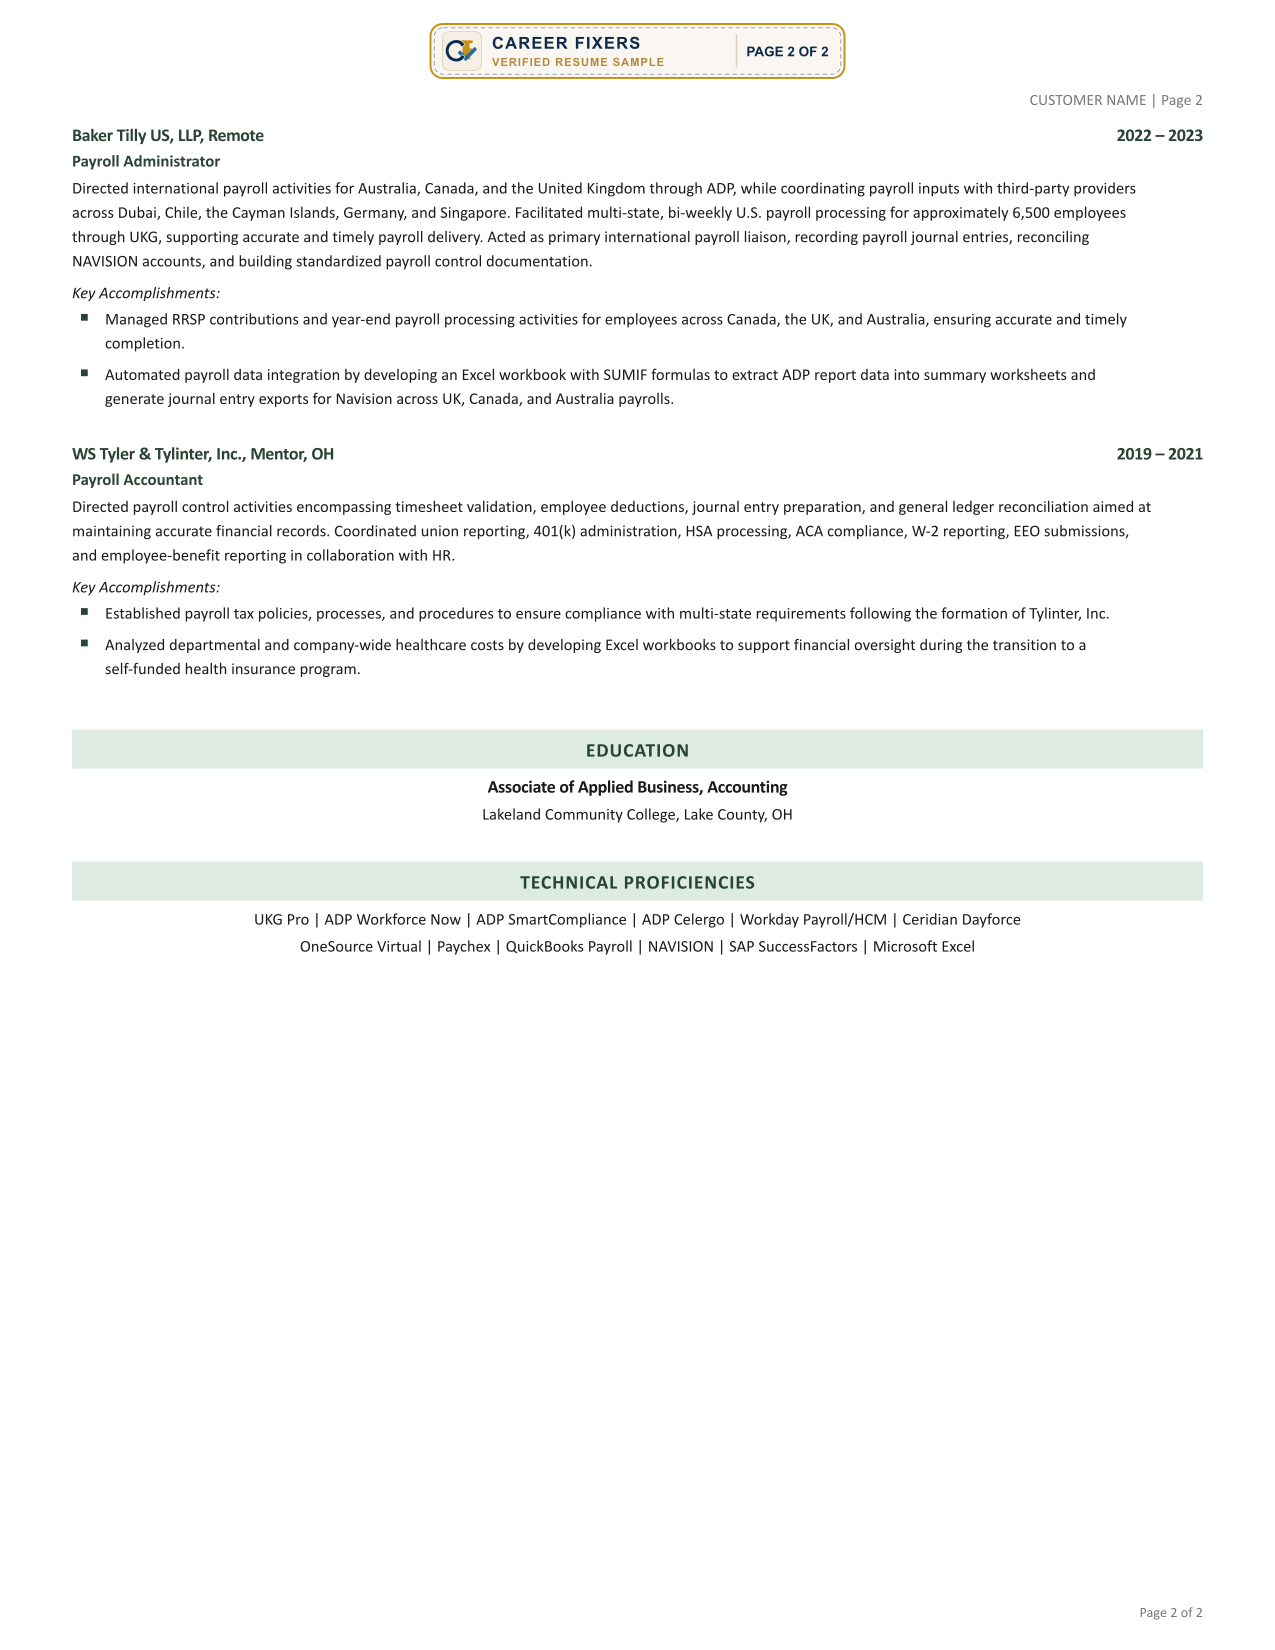 CAREER FIXERS
VERIFIED RESUME SAMPLE
PAGE 2 OF 2
CUSTOMER NAME | Page 2
Baker Tilly US, LLP, Remote 2022 – 2023
Payroll Administrator
Directed international payroll activities for Australia, Canada, and the United Kingdom through ADP, while coordinating payroll inputs with third-party providers
across Dubai, Chile, the Cayman Islands, Germany, and Singapore. Facilitated multi-state, bi-weekly U.S. payroll processing for approximately 6,500 employees
through UKG, supporting accurate and timely payroll delivery. Acted as primary international payroll liaison, recording payroll journal entries, reconciling
NAVISION accounts, and building standardized payroll control documentation.
Key Accomplishments:
▪ Managed RRSP contributions and year-end payroll processing activities for employees across Canada, the UK, and Australia, ensuring accurate and timely
completion.
▪ Automated payroll data integration by developing an Excel workbook with SUMIF formulas to extract ADP report data into summary worksheets and
generate journal entry exports for Navision across UK, Canada, and Australia payrolls.
WS Tyler & Tylinter, Inc., Mentor, OH 2019 – 2021
Payroll Accountant
Directed payroll control activities encompassing timesheet validation, employee deductions, journal entry preparation, and general ledger reconciliation aimed at
maintaining accurate financial records. Coordinated union reporting, 401(k) administration, HSA processing, ACA compliance, W-2 reporting, EEO submissions,
and employee-benefit reporting in collaboration with HR.
Key Accomplishments:
▪ Established payroll tax policies, processes, and procedures to ensure compliance with multi-state requirements following the formation of Tylinter, Inc.
▪ Analyzed departmental and company-wide healthcare costs by developing Excel workbooks to support financial oversight during the transition to a
self-funded health insurance program.
EDUCATION
Associate of Applied Business, Accounting
Lakeland Community College, Lake County, OH
TECHNICAL PROFICIENCIES
UKG Pro | ADP Workforce Now | ADP SmartCompliance | ADP Celergo | Workday Payroll/HCM | Ceridian Dayforce
OneSource Virtual | Paychex | QuickBooks Payroll | NAVISION | SAP SuccessFactors | Microsoft Excel
Page 2 of 2